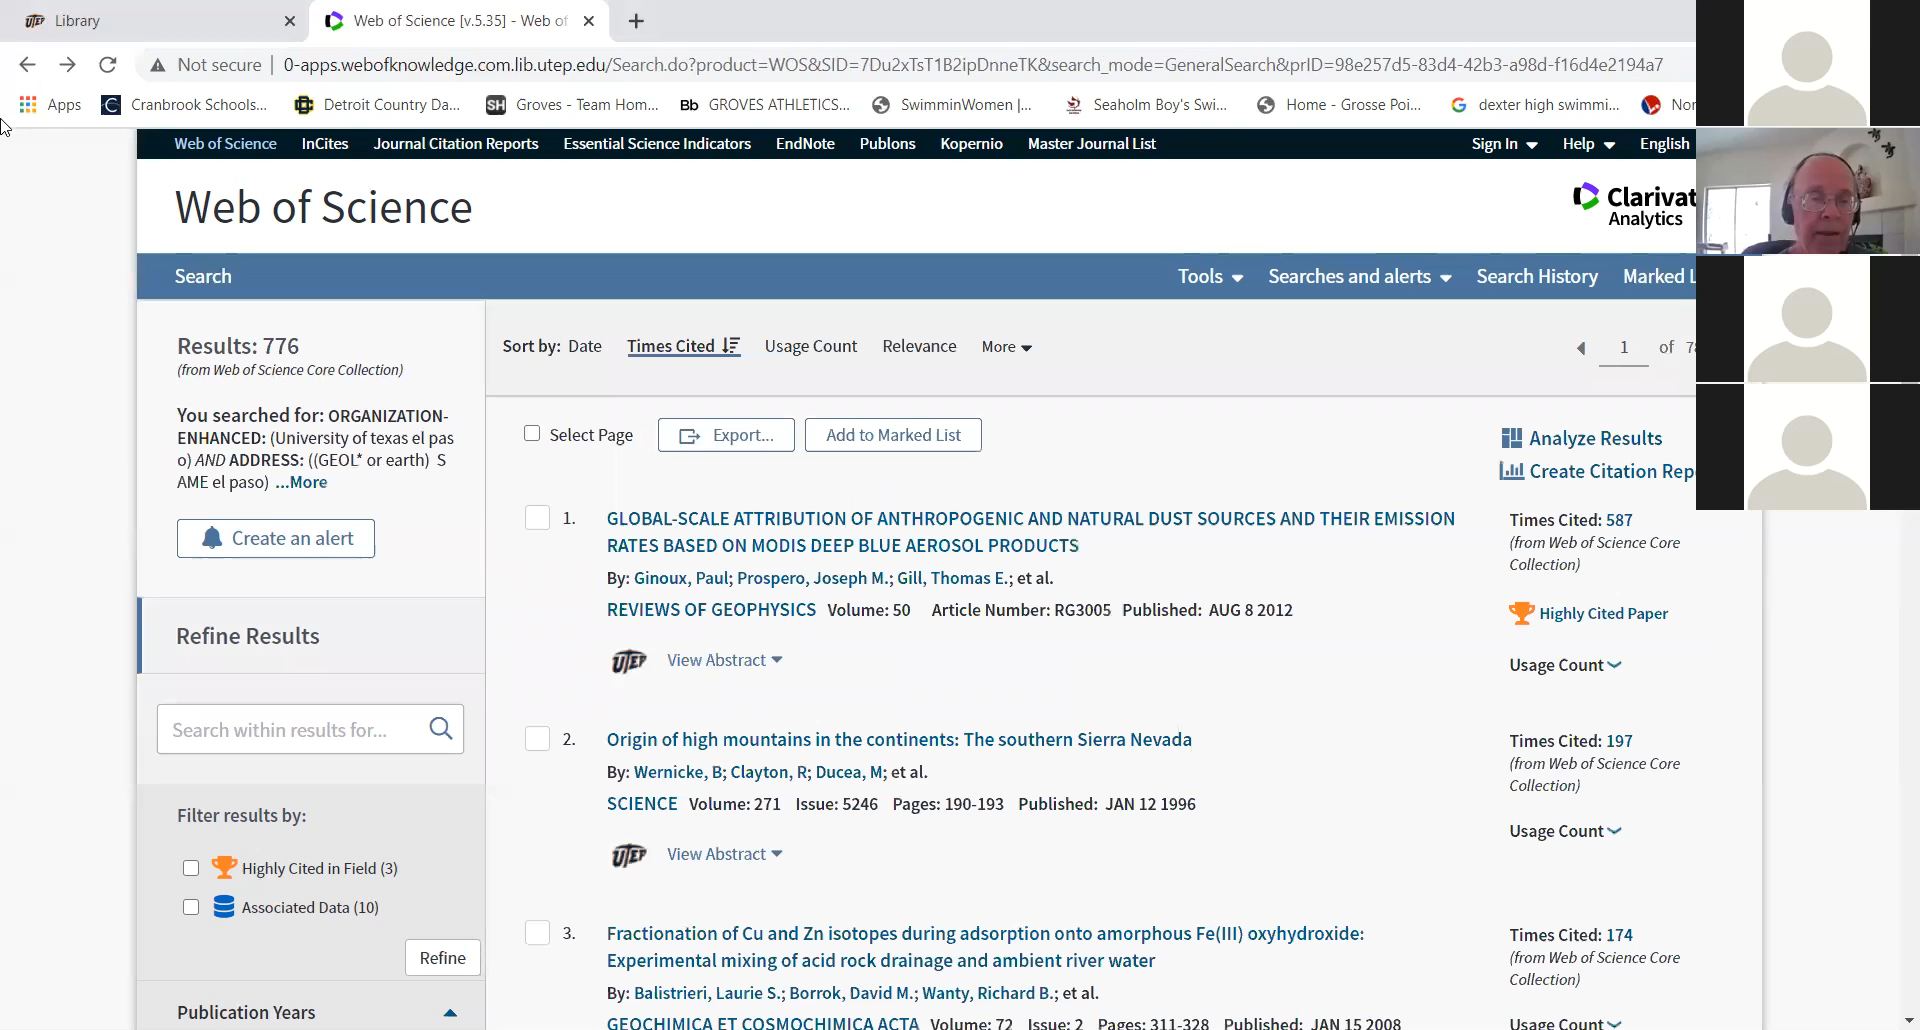 Library
Web of Science [v.5.35] - Web of
Not secure
0-apps.webofknowledge.com.lib.utep.edu/Search.do?product=WOS&SID=7Du2xTsT1B2ipDnneTK&search_mode=GeneralSearch&prID=98e257d5-83d4-42b3-a98d-f16d4e2194a7
Apps
Cranbrook Schools...
Detroit Country Da...
SH
Groves - Team Hom...
Bb
GROVES ATHLETICS...
SwimminWomen |...
Seaholm Boy's Swi...
Home - Grosse Poi...
dexter high swimmi...
Nor
Web of Science InCites Journal Citation Reports Essential Science Indicators EndNote Publons Kopernio Master Journal List
Sign In Help English
Web of Science
Clarivat
Analytics
Search
Tools Searches and alerts Search History Marked L
Results: 776
(from Web of Science Core Collection)
You searched for: ORGANIZATION-
ENHANCED: (University of texas el pas
o) AND ADDRESS: ((GEOL* or earth) S
AME el paso) ...More
Create an alert
Refine Results
Search within results for...
Filter results by:
Highly Cited in Field (3)
Associated Data (10)
Refine
Publication Years
Sort by: Date Times Cited Usage Count Relevance More
1 of 78
Select Page
Export...
Add to Marked List
Analyze Results
Create Citation Rep
1.
GLOBAL-SCALE ATTRIBUTION OF ANTHROPOGENIC AND NATURAL DUST SOURCES AND THEIR EMISSION
RATES BASED ON MODIS DEEP BLUE AEROSOL PRODUCTS
By: Ginoux, Paul; Prospero, Joseph M.; Gill, Thomas E.; et al.
REVIEWS OF GEOPHYSICS Volume: 50 Article Number: RG3005 Published: AUG 8 2012
UTEP
View Abstract
Times Cited: 587
(from Web of Science Core
Collection)
Highly Cited Paper
Usage Count
2.
Origin of high mountains in the continents: The southern Sierra Nevada
By: Wernicke, B; Clayton, R; Ducea, M; et al.
SCIENCE Volume: 271 Issue: 5246 Pages: 190-193 Published: JAN 12 1996
UTEP
View Abstract
Times Cited: 197
(from Web of Science Core
Collection)
Usage Count
3.
Fractionation of Cu and Zn isotopes during adsorption onto amorphous Fe(III) oxyhydroxide:
Experimental mixing of acid rock drainage and ambient river water
By: Balistrieri, Laurie S.; Borrok, David M.; Wanty, Richard B.; et al.
GEOCHIMICA ET COSMOCHIMICA ACTA Volume: 72 Issue: 2 Pages: 311-328 Published: JAN 15 2008
Times Cited: 174
(from Web of Science Core
Collection)
Usage Count